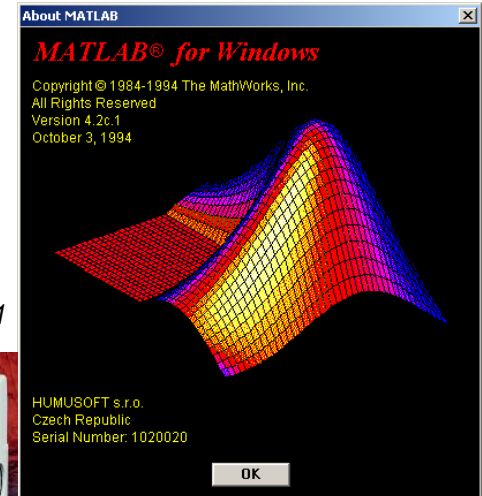 About MATLAB
MATLAB® for Windows
Copyright © 1984-1994 The MathWorks, Inc.
All Rights Reserved
Version 4.2c.1
October 3, 1994
1
HUMUSOFT s.r.o.
Czech Republic
Serial Number: 1020020
OK